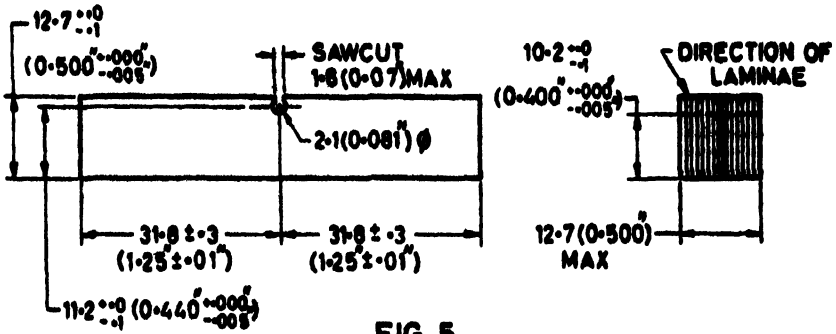 12·7 +·0 -·1
(0·500" +·000" -·005")
SAWCUT
1·8(0·07)MAX
2·1(0·081") Ø
10·2 +·0 -·1
(0·400" +·000" -·005")
DIRECTION OF
LAMINAE
31·8 ± ·3
(1·25" ± ·01")
31·8 ± ·3
(1·25" ± ·01")
12·7(0·500")
MAX
11·2 +·0 -·1 (0·440" +·000" -·005")
FIG. 5